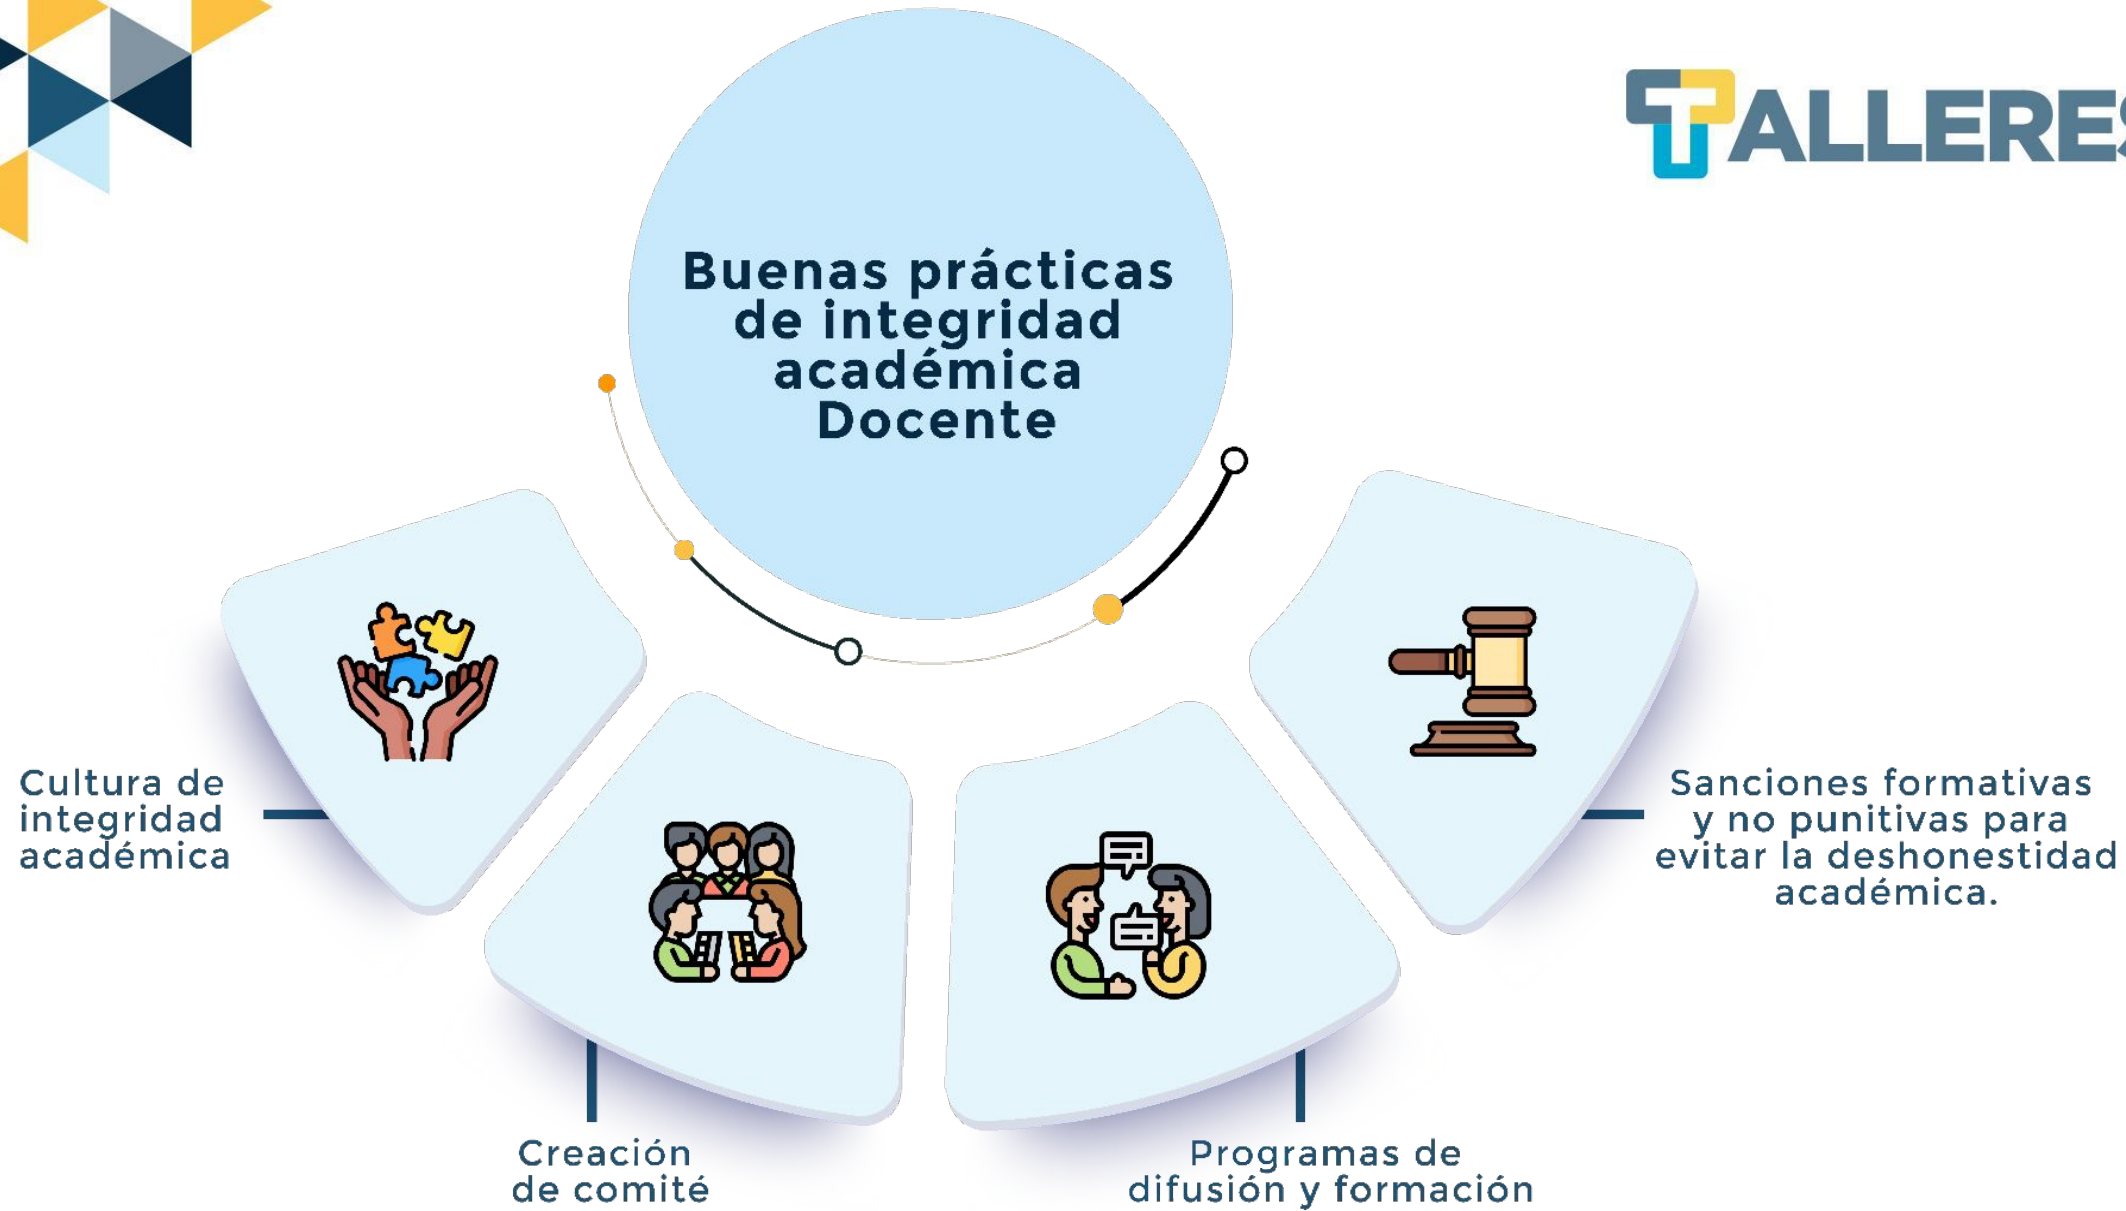 TALLERES
Buenas prácticas
de integridad
académica
Docente
Cultura de
integridad
académica
Creación
de comité
Programas de
difusión y formación
Sanciones formativas
y no punitivas para
evitar la deshonestidad
académica.